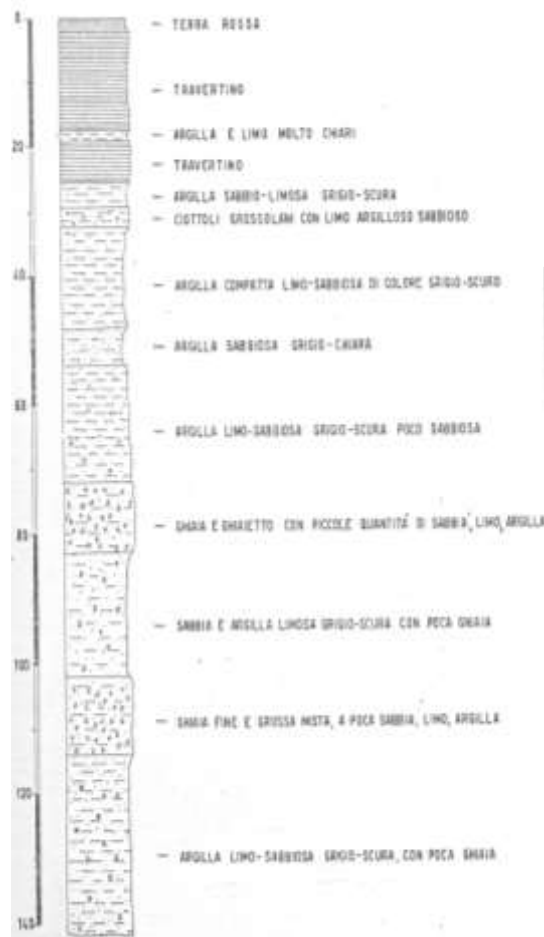 0
TERRA ROSSA
TRAVERTINO
ARGILLA E LIMO MOLTO CHIARI
20
TRAVERTINO
ARGILLA SABBIO-LIMOSA GRIGIO-SCURA
CIOTTOLI GROSSOLANI CON LIMO ARGILLOSO SABBIOSO
40
ARGILLA COMPATTA LIMO-SABBIOSA DI COLORE GRIGIO-SCURO
ARGILLA SABBIOSA GRIGIO-CHIARA
60
ARGILLA LIMO-SABBIOSA GRIGIO-SCURA POCO SABBIOSA
GHIAIA E GHIAIETTO CON PICCOLE QUANTITÀ DI SABBIA, LIMO, ARGILLA
80
SABBIA E ARGILLA LIMOSA GRIGIO-SCURA CON POCA GHIAIA
100
GHIAIA FINE E GROSSA MISTA, A POCA SABBIA, LIMO, ARGILLA
120
ARGILLA LIMO-SABBIOSA GRIGIO-SCURA, CON POCA GHIAIA
140